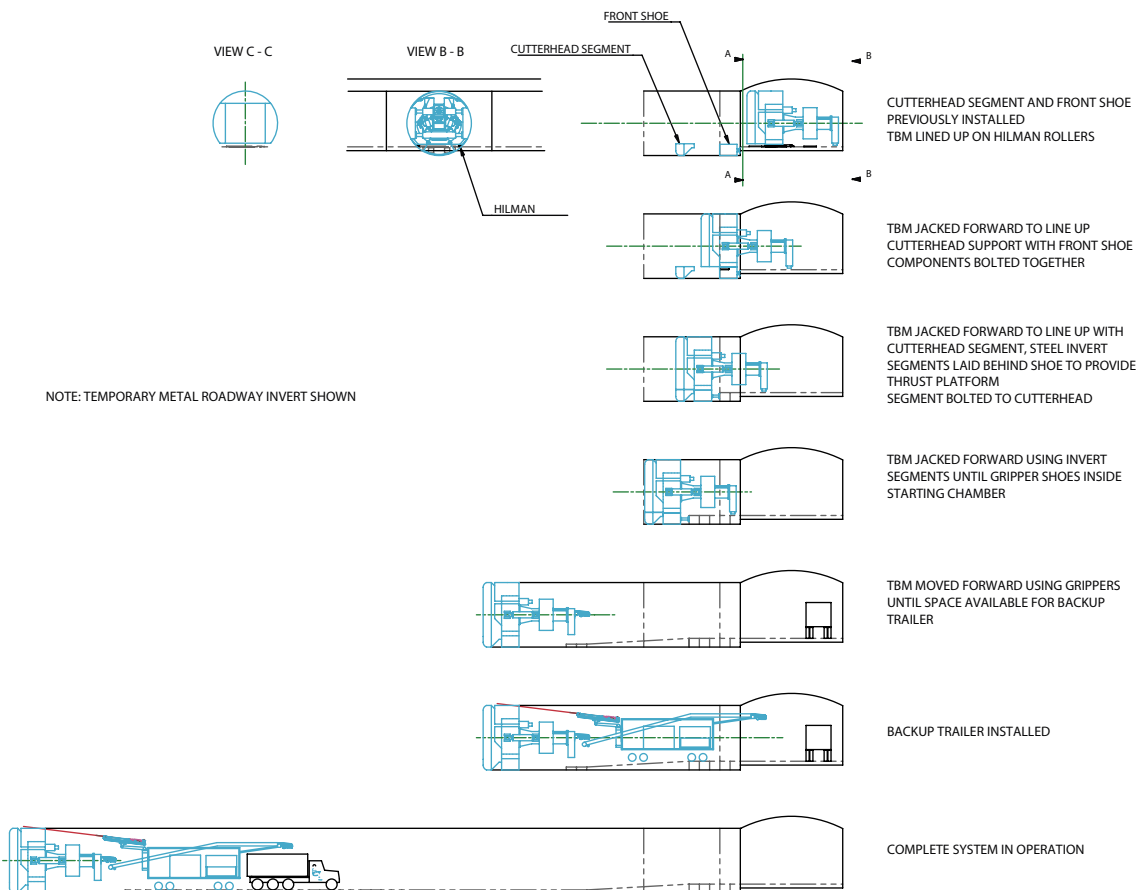 FRONT SHOE
VIEW C - C
VIEW B - B
CUTTERHEAD SEGMENT
A
B
CUTTERHEAD SEGMENT AND FRONT SHOE
PREVIOUSLY INSTALLED
TBM LINED UP ON HILMAN ROLLERS
A
B
HILMAN
TBM JACKED FORWARD TO LINE UP
CUTTERHEAD SUPPORT WITH FRONT SHOE
COMPONENTS BOLTED TOGETHER
TBM JACKED FORWARD TO LINE UP WITH
CUTTERHEAD SEGMENT, STEEL INVERT
SEGMENTS LAID BEHIND SHOE TO PROVIDE
THRUST PLATFORM
SEGMENT BOLTED TO CUTTERHEAD
NOTE: TEMPORARY METAL ROADWAY INVERT SHOWN
TBM JACKED FORWARD USING INVERT
SEGMENTS UNTIL GRIPPER SHOES INSIDE
STARTING CHAMBER
TBM MOVED FORWARD USING GRIPPERS
UNTIL SPACE AVAILABLE FOR BACKUP
TRAILER
BACKUP TRAILER INSTALLED
COMPLETE SYSTEM IN OPERATION